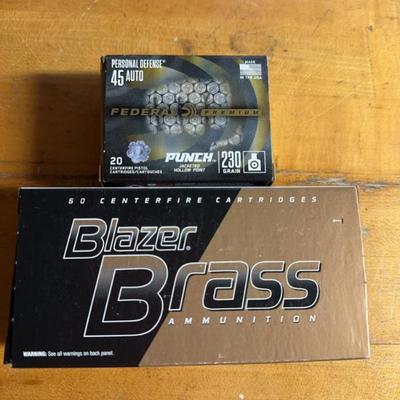 PERSONAL DEFENSE
45 AUTO
MADE
IN THE USA
FEDERAL PREMIUM
20
CENTERFIRE PISTOL
CARTRIDGES/CARTOUCHES
PUNCH
JACKETED
HOLLOW POINT
230
GRAIN
50 CENTERFIRE CARTRIDGES
Blazer®
Brass
AMMUNITION
WARNING: See all warnings on back panel.